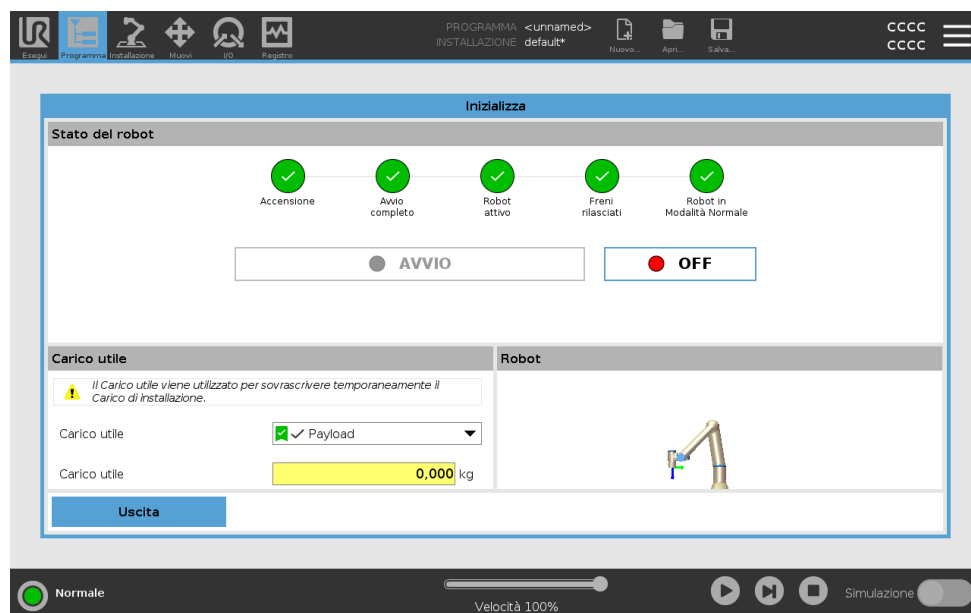 UR
Esegui
Programma
Installazione
Muovi
I/O
Registro
PROGRAMMA <unnamed>
INSTALLAZIONE default*
Nuovo...
Apri...
Salva...
CCCC
CCCC
Inizializza
Stato del robot
Accensione
Avvio
completo
Robot
attivo
Freni
rilasciati
Robot in
Modalità Normale
AVVIO
OFF
Carico utile
Robot
Il Carico utile viene utilizzato per sovrascrivere temporaneamente il
Carico di installazione.
Carico utile
Payload
Carico utile
0,000 kg
Uscita
Normale
Velocità 100%
Simulazione